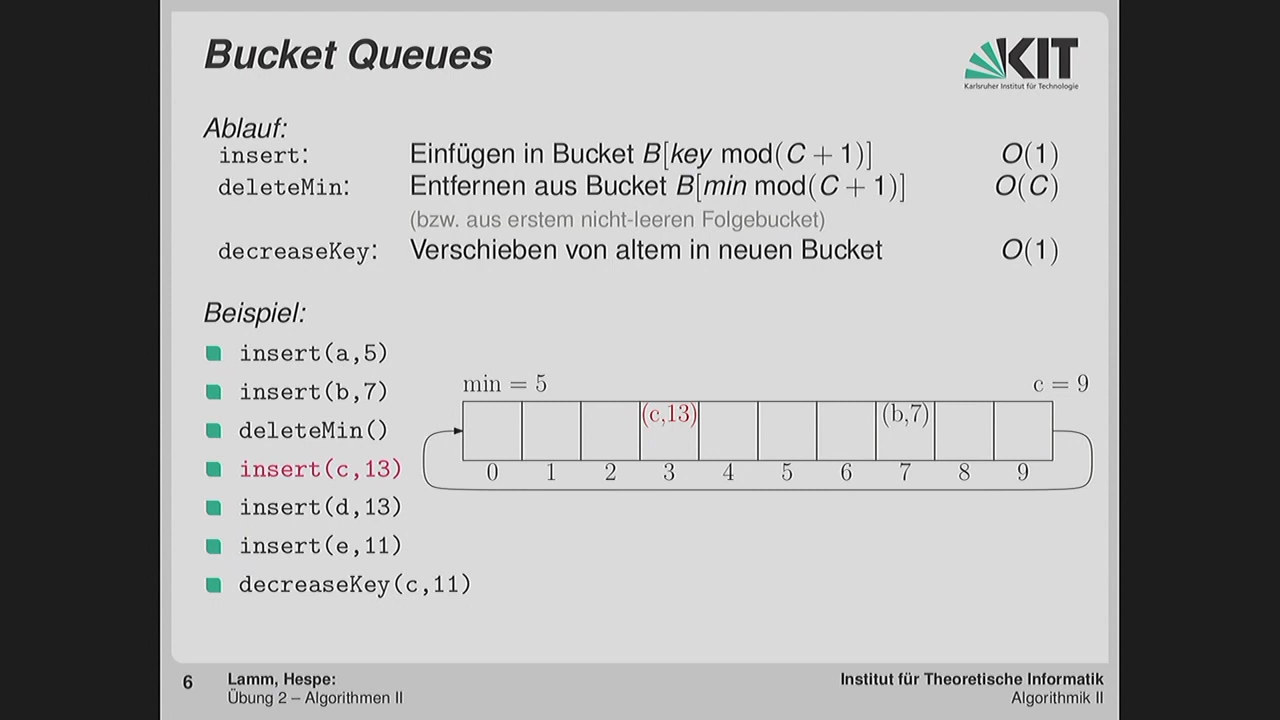 Bucket Queues
KIT
Karlsruher Institut für Technologie
Ablauf:
insert: Einfügen in Bucket B[key mod(C + 1)] O(1)
deleteMin: Entfernen aus Bucket B[min mod(C + 1)] O(C)
(bzw. aus erstem nicht-leeren Folgebucket)
decreaseKey: Verschieben von altem in neuen Bucket O(1)
Beispiel:
insert(a,5)
insert(b,7)
deleteMin()
insert(c,13)
insert(d,13)
insert(e,11)
decreaseKey(c,11)
min = 5 c = 9
(c,13) (b,7)
0 1 2 3 4 5 6 7 8 9
6 Lamm, Hespe:
Übung 2 – Algorithmen II
Institut für Theoretische Informatik
Algorithmik II